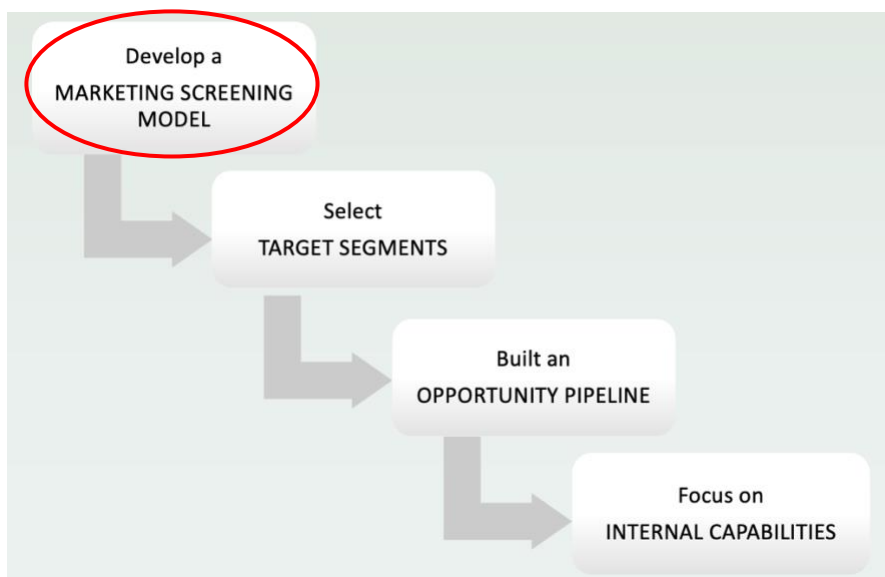 Develop a
MARKETING SCREENING
MODEL
Select
TARGET SEGMENTS
Built an
OPPORTUNITY PIPELINE
Focus on
INTERNAL CAPABILITIES